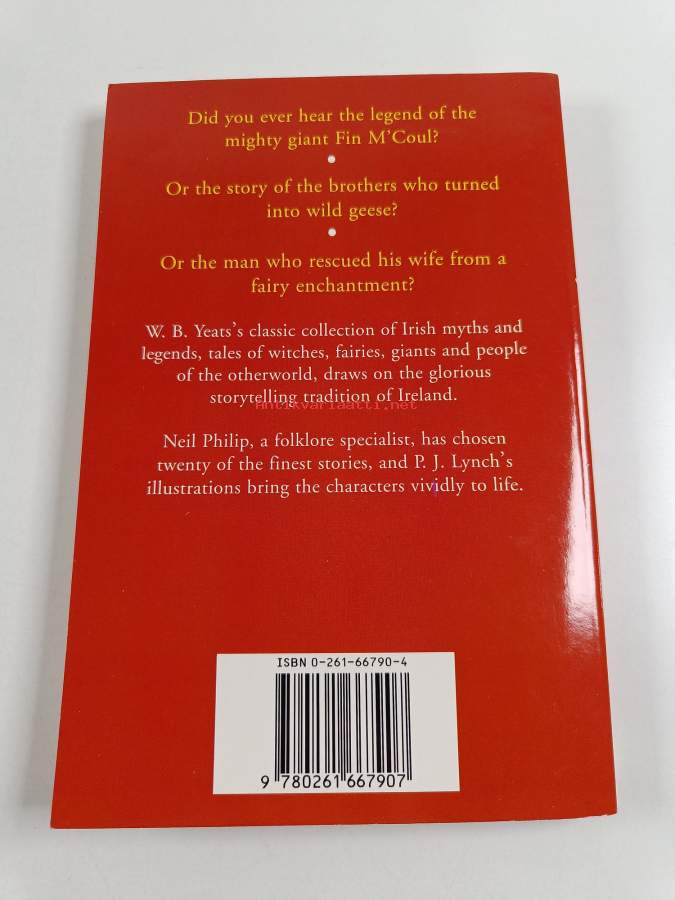 Did you ever hear the legend of the
mighty giant Fin M'Coul?
Or the story of the brothers who turned
into wild geese?
Or the man who rescued his wife from a
fairy enchantment?
W. B. Yeats's classic collection of Irish myths and
legends, tales of witches, fairies, giants and people
of the otherworld, draws on the glorious
storytelling tradition of Ireland.
antikvariaatti.net
Neil Philip, a folklore specialist, has chosen
twenty of the finest stories, and P. J. Lynch's
illustrations bring the characters vividly to life.
ISBN 0-261-66790-4
9 780261 667907